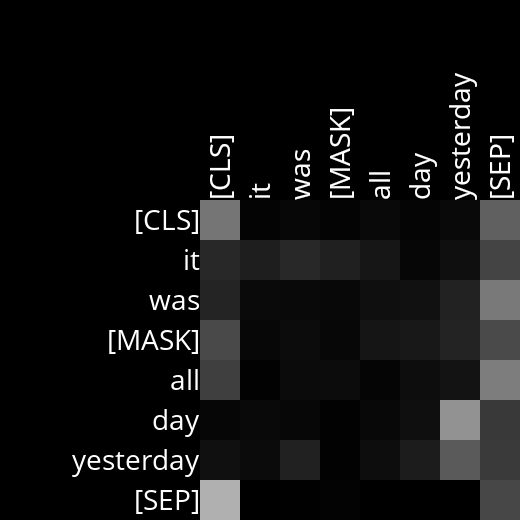 [CLS] it was [MASK] all day yesterday [SEP]
[CLS]
it
was
[MASK]
all
day
yesterday
[SEP]